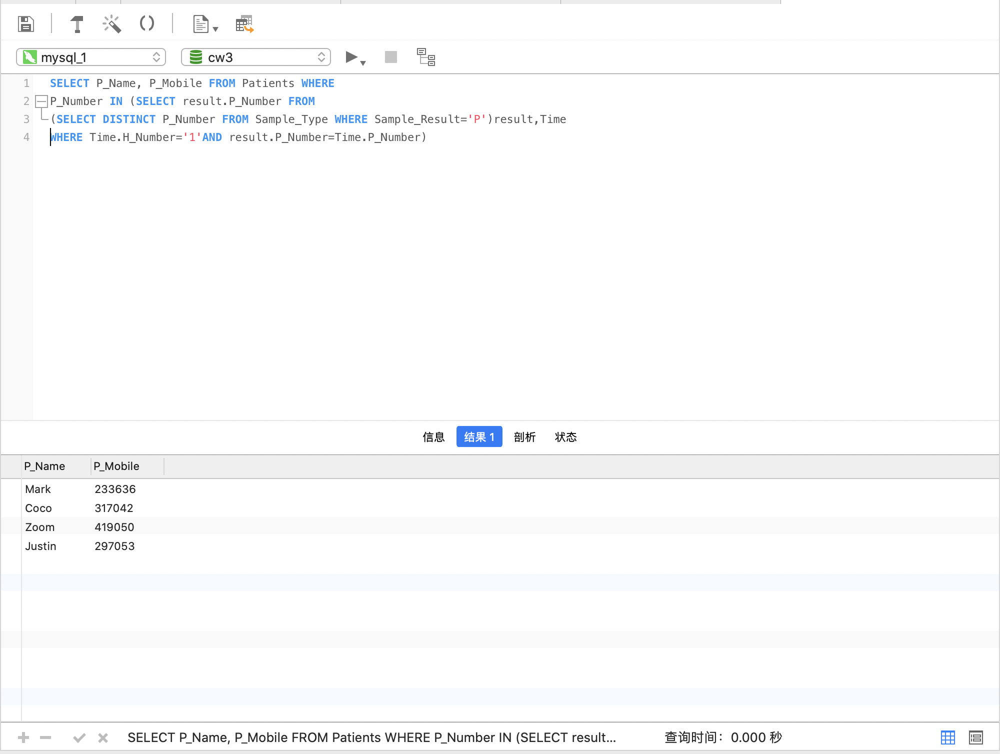 mysql_1 cw3
1 SELECT P_Name, P_Mobile FROM Patients WHERE
2 P_Number IN (SELECT result.P_Number FROM
3 (SELECT DISTINCT P_Number FROM Sample_Type WHERE Sample_Result='P')result,Time
4 WHERE Time.H_Number='1'AND result.P_Number=Time.P_Number)
信息 结果 1 剖析 状态
P_Name P_Mobile
Mark 233636
Coco 317042
Zoom 419050
Justin 297053
SELECT P_Name, P_Mobile FROM Patients WHERE P_Number IN (SELECT result... 查询时间：0.000 秒